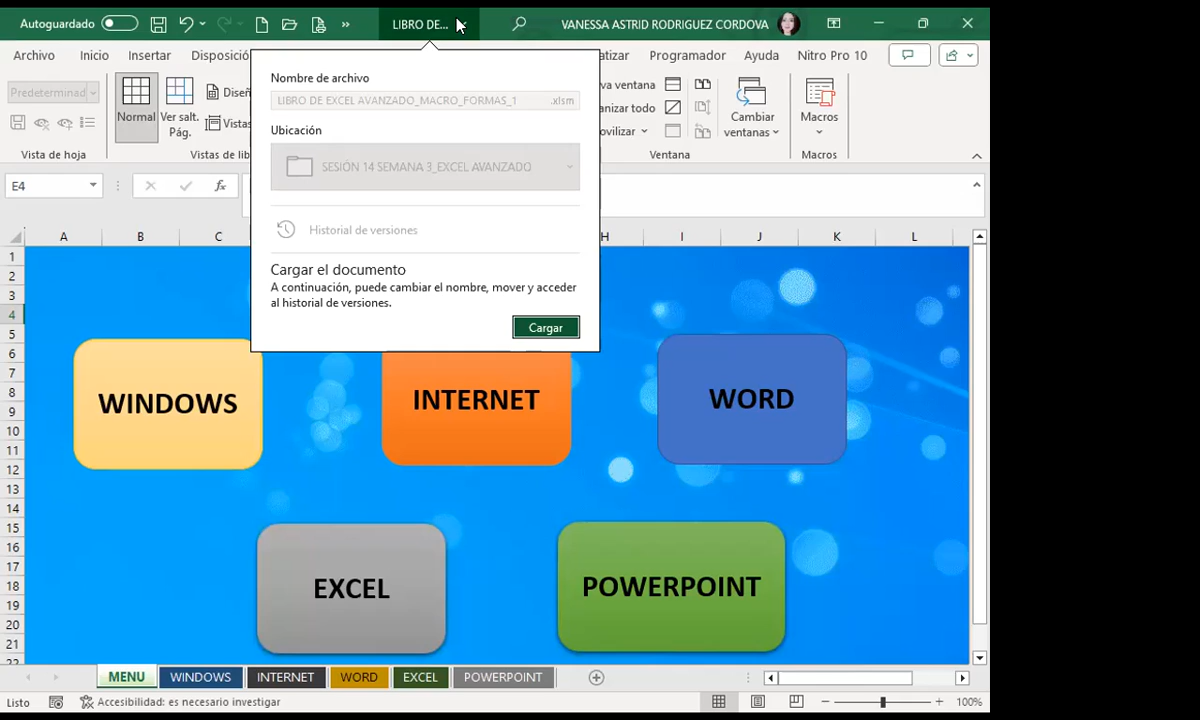 Autoguardado
LIBRO DE...
VANESSA ASTRID RODRIGUEZ CORDOVA
Archivo
Inicio
Insertar
Disposició
Programador
Ayuda
Nitro Pro 10
Nombre de archivo
LIBRO DE EXCEL AVANZADO_MACRO_FORMAS_1
.xlsm
Ubicación
SESIÓN 14 SEMANA 3_EXCEL AVANZADO
Historial de versiones
Cargar el documento
A continuación, puede cambiar el nombre, mover y acceder
al historial de versiones.
Cargar
Predeterminad
Normal
Ver salt.
Pág.
Diseñ
Vistas
Vista de hoja
Vistas de lib
va ventana
anizar todo
ovilizar
Cambiar
ventanas
Ventana
Macros
Macros
E4
fx
A B C H I J K L
1
2
3
4
5
6
7
8
9
10
11
12
13
14
15
16
17
18
19
20
21
22
WINDOWS
INTERNET
WORD
EXCEL
POWERPOINT
MENU WINDOWS INTERNET WORD EXCEL POWERPOINT
Listo
Accesibilidad: es necesario investigar
100%